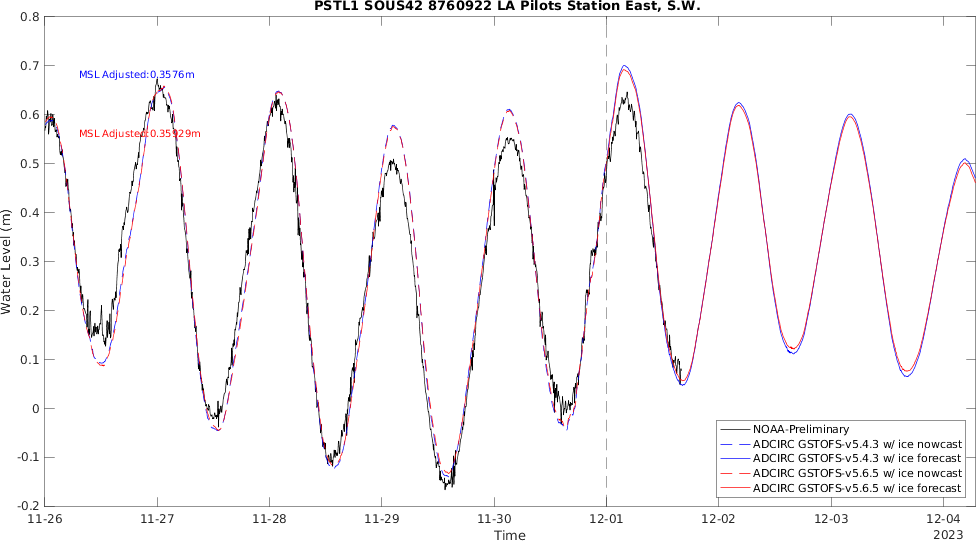 PSTL1 SOUS42 8760922 LA Pilots Station East, S.W.
0.8
0.7
MSL Adjusted:0.3576m
0.6
MSL Adjusted:0.35929m
0.5
0.4
0.3
0.2
0.1
0
-0.1
-0.2
Water Level (m)
NOAA-Preliminary
ADCIRC GSTOFS-v5.4.3 w/ ice nowcast
ADCIRC GSTOFS-v5.4.3 w/ ice forecast
ADCIRC GSTOFS-v5.6.5 w/ ice nowcast
ADCIRC GSTOFS-v5.6.5 w/ ice forecast
11-26 11-27 11-28 11-29 11-30 12-01 12-02 12-03 12-04
Time
2023